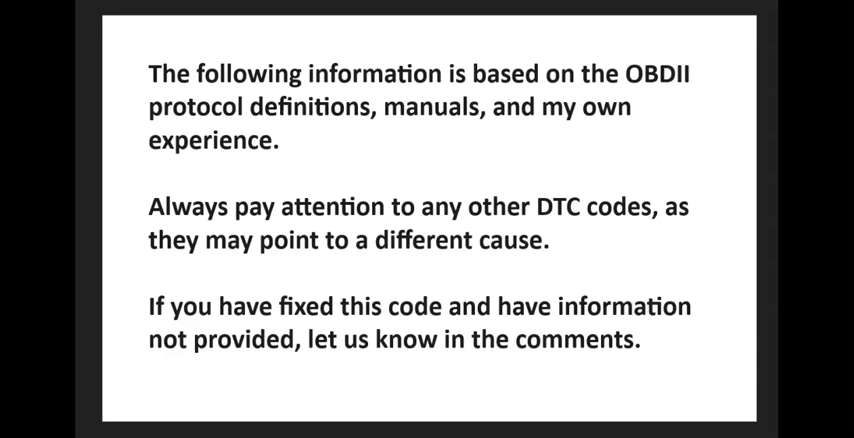 The following information is based on the OBDII
protocol definitions, manuals, and my own
experience.
Always pay attention to any other DTC codes, as
they may point to a different cause.
If you have fixed this code and have information
not provided, let us know in the comments.